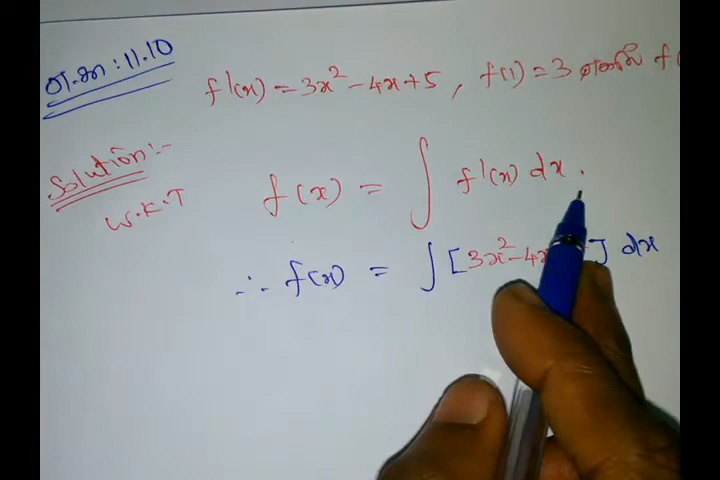 எ.கா : 11.10
f'(x) = 3x² - 4x + 5 , f(1) = 3 எனில் f(
Solution :-
W.K.T f(x) = ∫ f'(x) dx .
∴ f(x) = ∫ [3x² - 4x ] dx